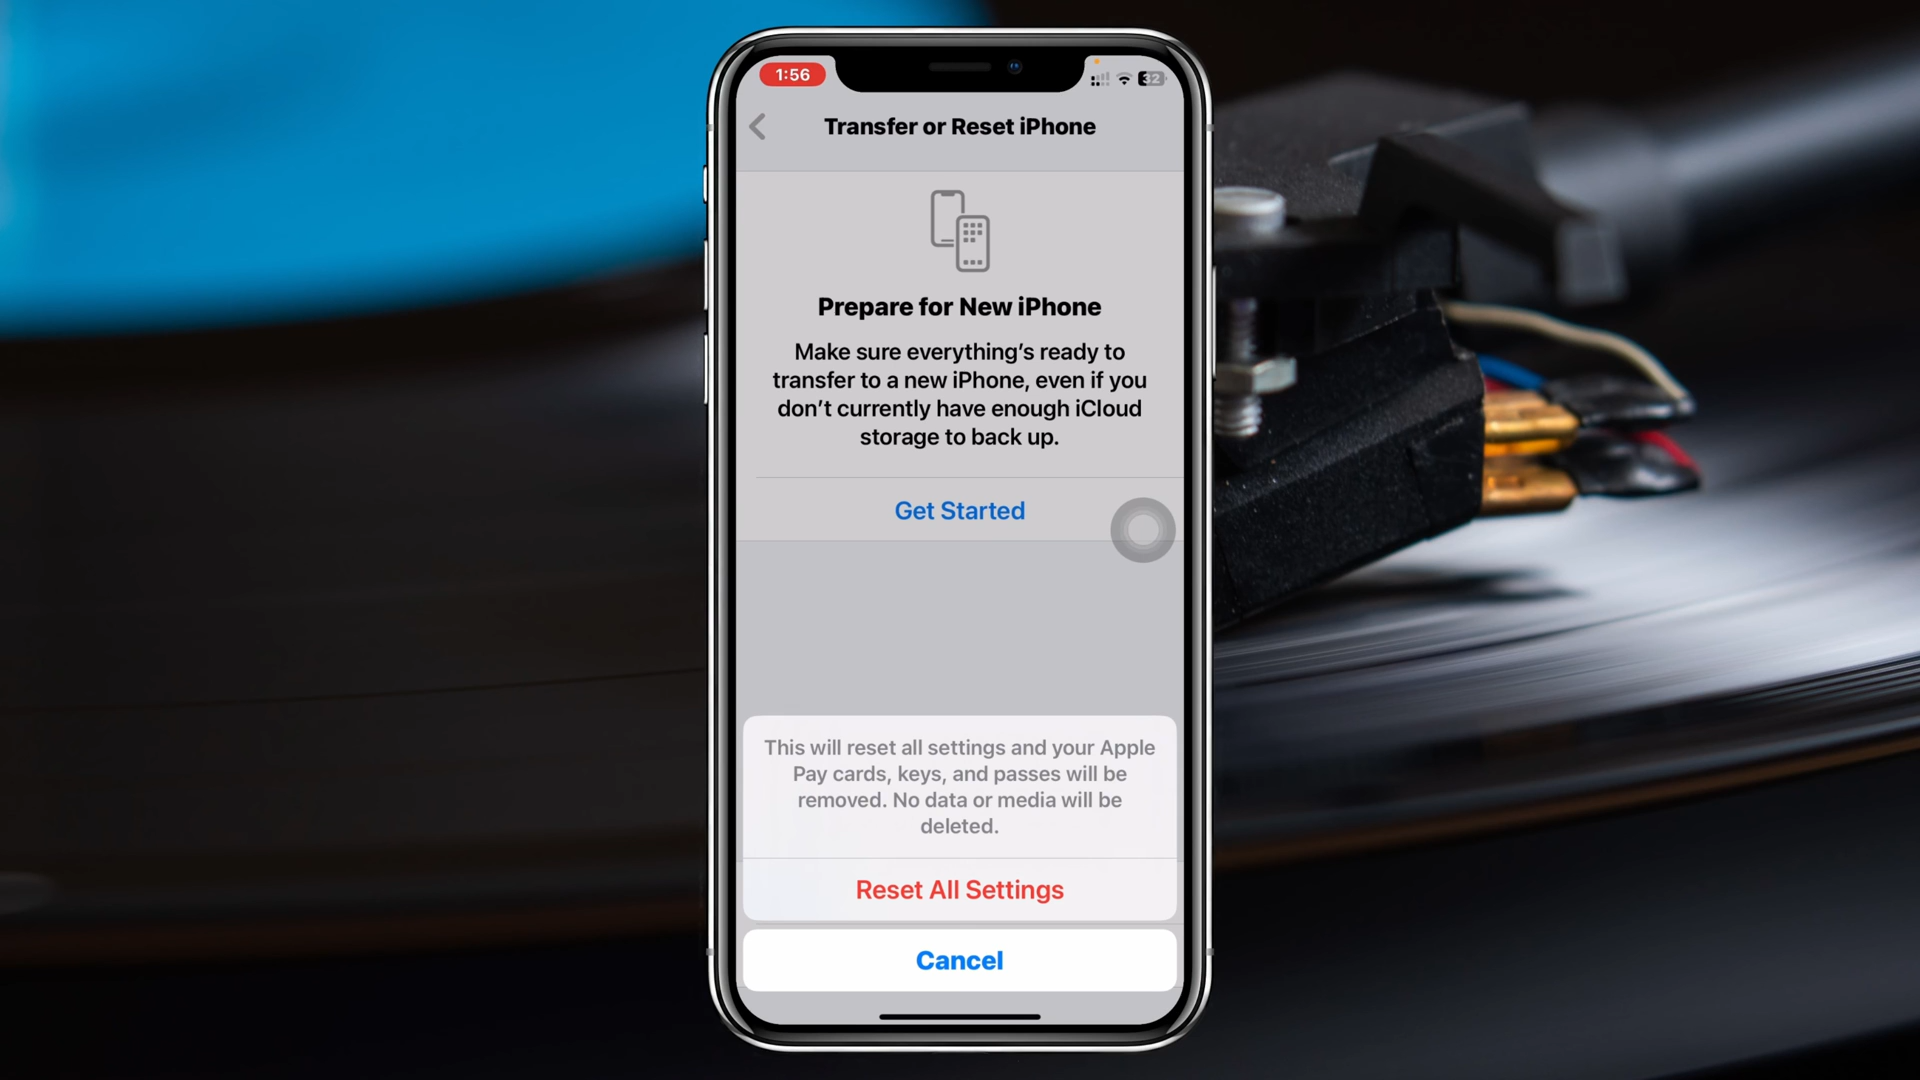 1:56
32
Transfer or Reset iPhone
Prepare for New iPhone
Make sure everything’s ready to
transfer to a new iPhone, even if you
don’t currently have enough iCloud
storage to back up.
Get Started
This will reset all settings and your Apple
Pay cards, keys, and passes will be
removed. No data or media will be
deleted.
Reset All Settings
Cancel